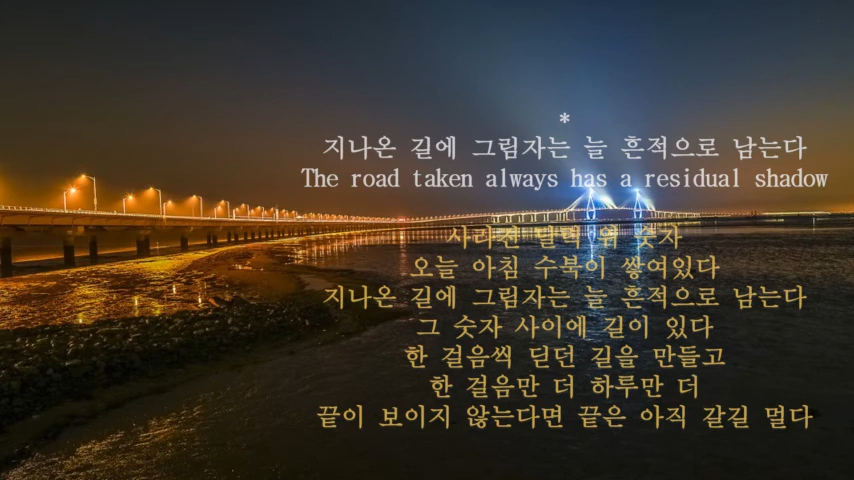 *
지나온 길에 그림자는 늘 흔적으로 남는다
The road taken always has a residual shadow
사라진 달력 위 숫자
오늘 아침 수북이 쌓여있다
지나온 길에 그림자는 늘 흔적으로 남는다
그 숫자 사이에 길이 있다
한 걸음씩 딛던 길을 만들고
한 걸음만 더 하루만 더
끝이 보이지 않는다면 끝은 아직 갈길 멀다